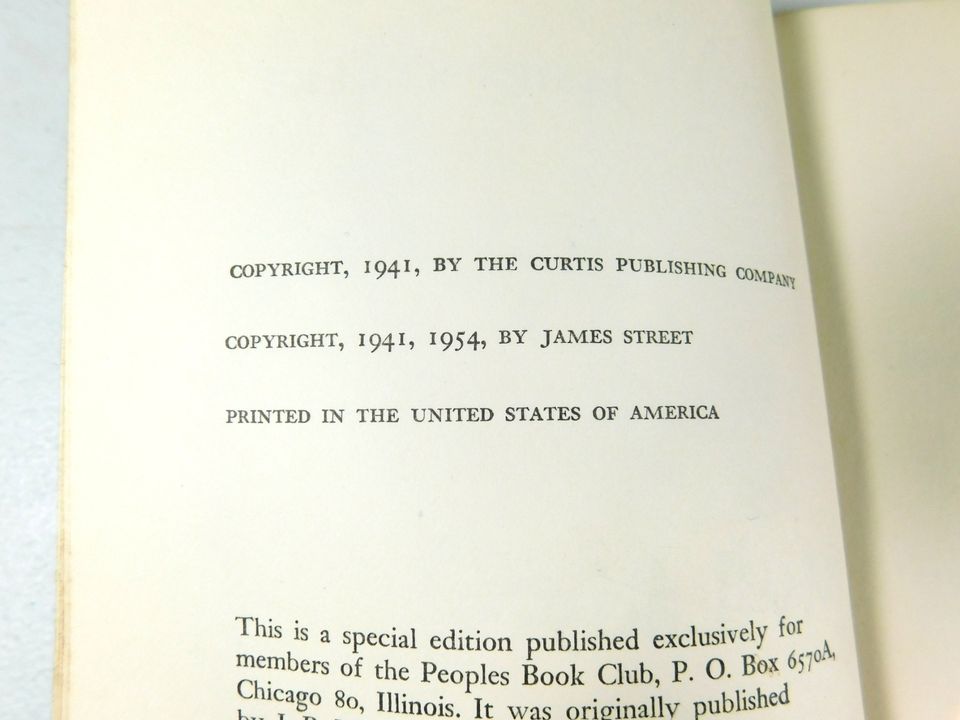 COPYRIGHT, 1941, BY THE CURTIS PUBLISHING COMPANY
COPYRIGHT, 1941, 1954, BY JAMES STREET
PRINTED IN THE UNITED STATES OF AMERICA
This is a special edition published exclusively for
members of the Peoples Book Club, P. O. Box 6570A,
Chicago 80, Illinois. It was originally published
by J.